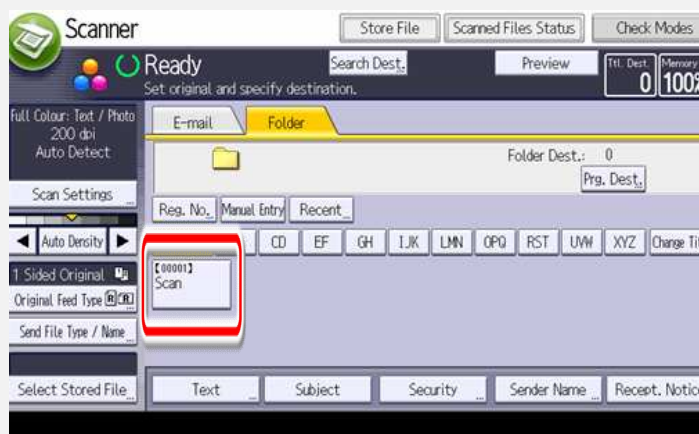 Scanner
Store File
Scanned Files Status
Check Modes
Ready
Search Dest.
Preview
Ttl. Dest.
0
Memory
100%
Set original and specify destination.
Full Colour: Text / Photo
200 dpi
Auto Detect
E-mail
Folder
Folder Dest.: 0
Prg. Dest.
Scan Settings
Reg. No.
Manual Entry
Recent
Auto Density
CD
EF
GH
IJK
LMN
OPQ
RST
UVW
XYZ
Change Tit
1 Sided Original
[00001]
Scan
Original Feed Type
Send File Type / Name
Select Stored File
Text
Subject
Security
Sender Name
Recept. Notice